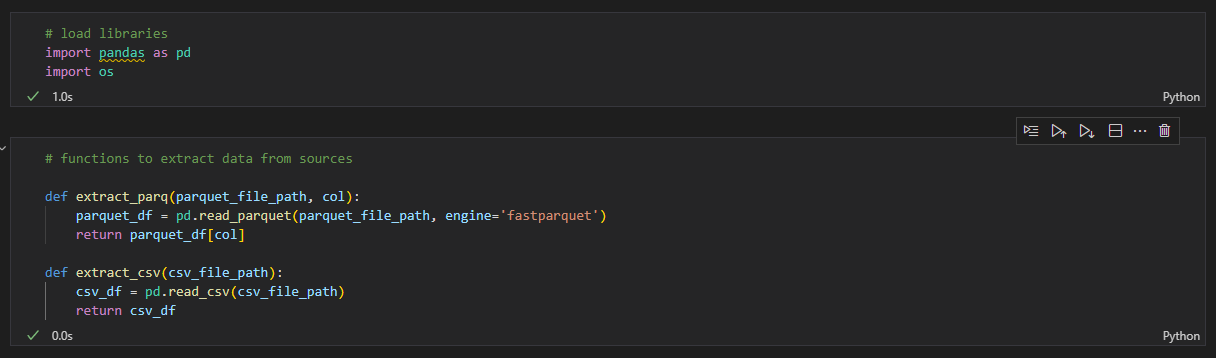 # load libraries
import pandas as pd
import os
1.0s
Python
# functions to extract data from sources
def extract_parq(parquet_file_path, col):
    parquet_df = pd.read_parquet(parquet_file_path, engine='fastparquet')
    return parquet_df[col]
def extract_csv(csv_file_path):
    csv_df = pd.read_csv(csv_file_path)
    return csv_df
0.0s
Python